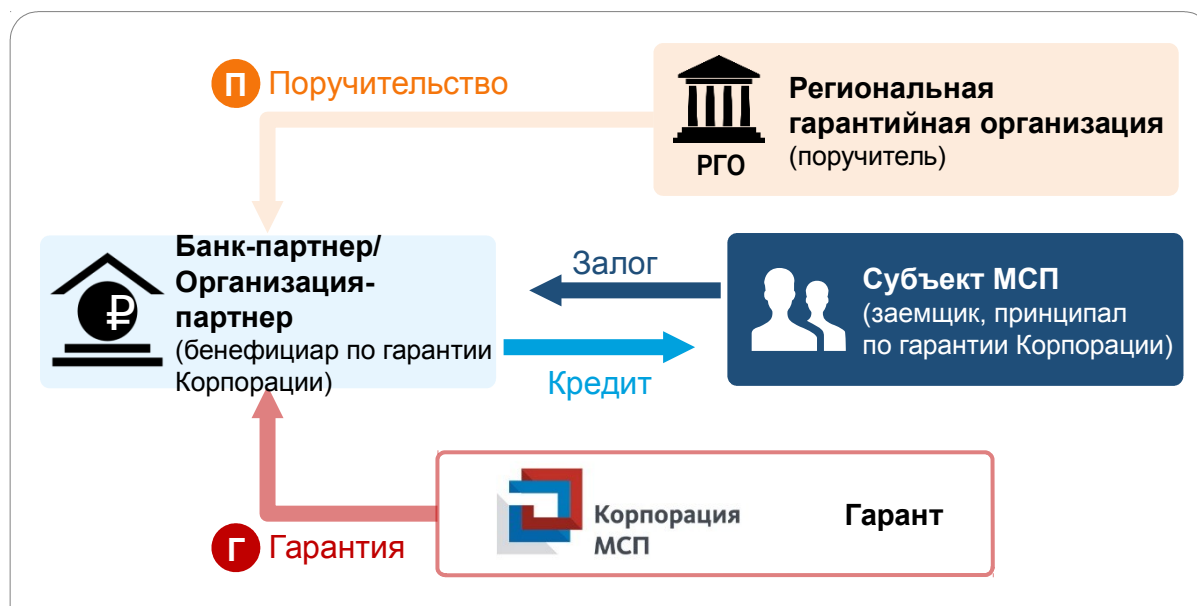 П Поручительство
Региональная
гарантийная организация
(поручитель)
РГО
Банк-партнер/
Организация-
партнер
(бенефициар по гарантии
Корпорации)
₽
Залог
Кредит
Субъект МСП
(заемщик, принципал
по гарантии Корпорации)
Корпорация
МСП
Гарант
Г Гарантия